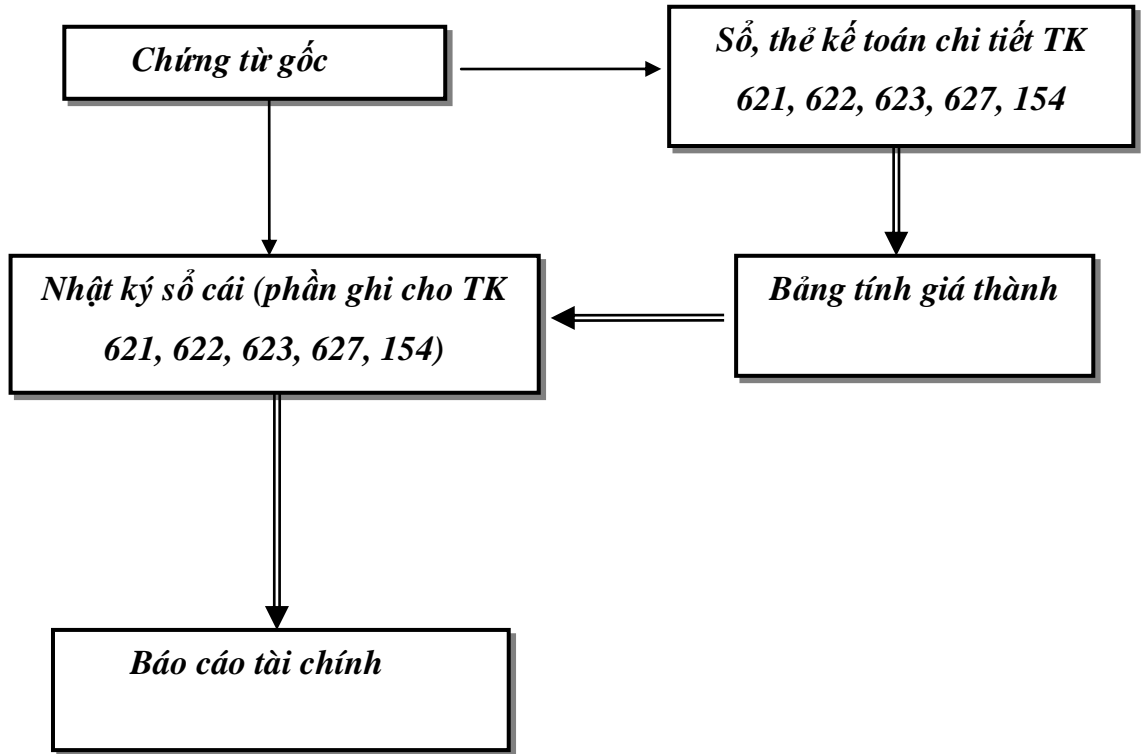 Chứng từ gốc
Sổ, thẻ kế toán chi tiết TK
621, 622, 623, 627, 154
Nhật ký sổ cái (phần ghi cho TK
621, 622, 623, 627, 154)
Bảng tính giá thành
Báo cáo tài chính